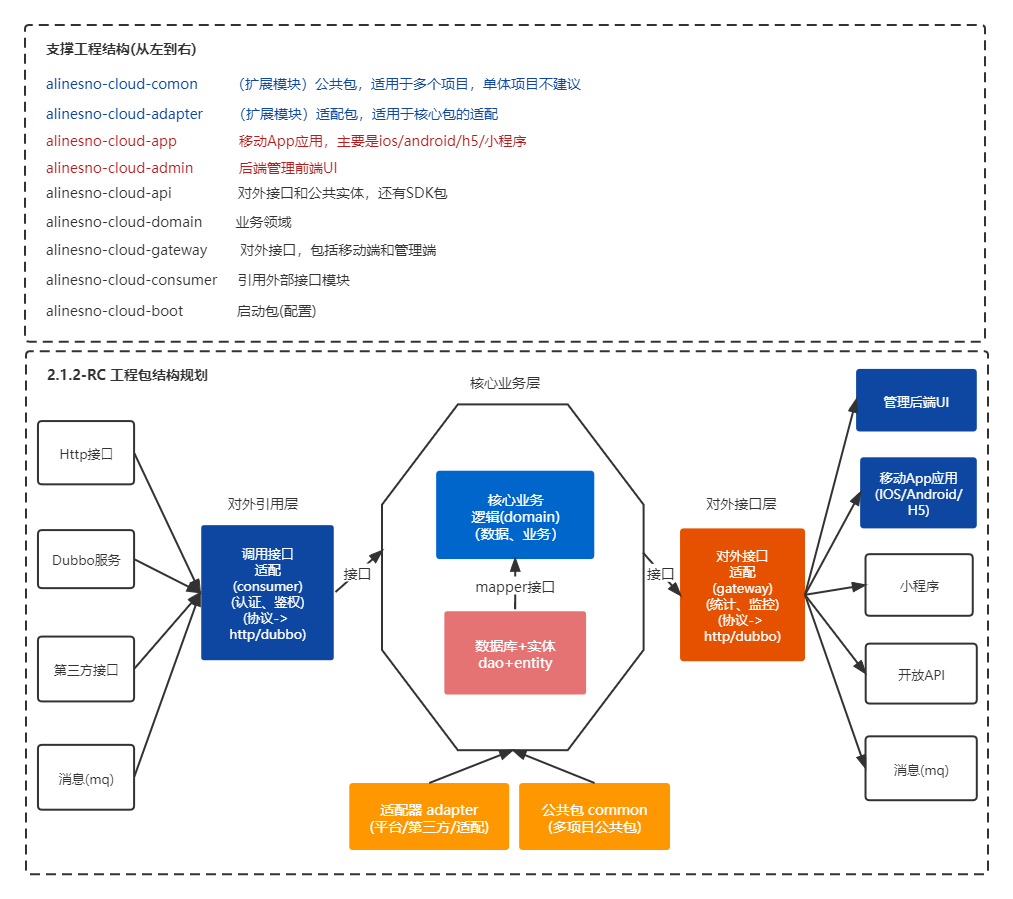 支撑工程结构(从左到右)
alinesno-cloud-comon （扩展模块）公共包，适用于多个项目，单体项目不建议
alinesno-cloud-adapter （扩展模块）适配包，适用于核心包的适配
alinesno-cloud-app 移动App应用，主要是ios/android/h5/小程序
alinesno-cloud-admin 后端管理前端UI
alinesno-cloud-api 对外接口和公共实体，还有SDK包
alinesno-cloud-domain 业务领域
alinesno-cloud-gateway 对外接口，包括移动端和管理端
alinesno-cloud-consumer 引用外部接口模块
alinesno-cloud-boot 启动包(配置)
2.1.2-RC 工程包结构规划
Http接口
Dubbo服务
第三方接口
消息(mq)
对外引用层
调用接口
适配
(consumer)
(认证、鉴权)
(协议->
http/dubbo)
接口
核心业务层
核心业务
逻辑(domain)
(数据、业务）
mapper接口
数据库+实体
dao+entity
适配器 adapter
(平台/第三方/适配)
公共包 common
(多项目公共包)
接口
对外接口层
对外接口
适配
(gateway)
(统计、监控)
(协议->
http/dubbo)
管理后端UI
移动App应用
(IOS/Android/
H5)
小程序
开放API
消息(mq)